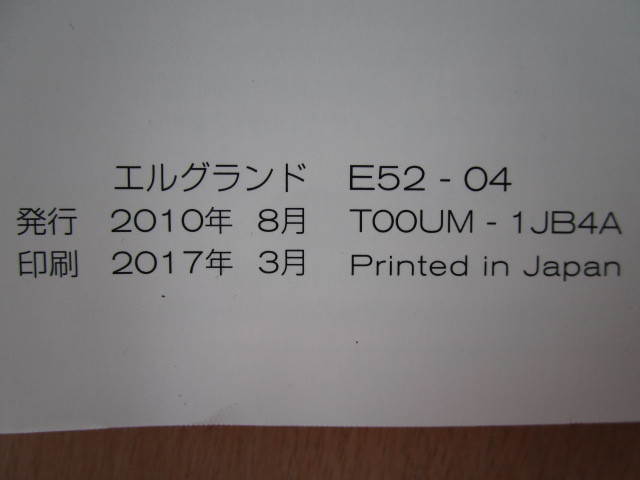 エルグランド E52 - 04
発行 2010年 8月 T00UM - 1JB4A
印刷 2017年 3月 Printed in Japan